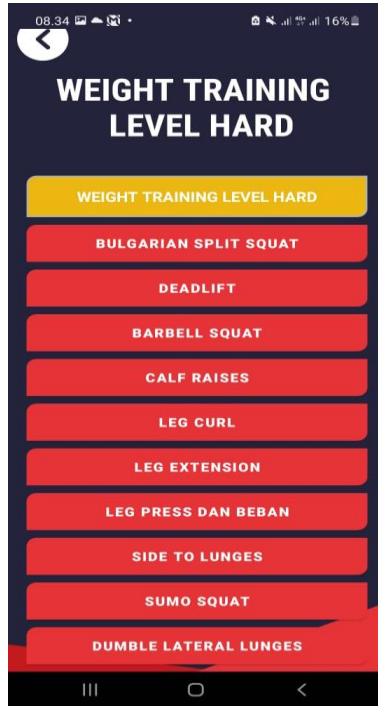 08.34
16%
WEIGHT TRAINING
LEVEL HARD
WEIGHT TRAINING LEVEL HARD
BULGARIAN SPLIT SQUAT
DEADLIFT
BARBELL SQUAT
CALF RAISES
LEG CURL
LEG EXTENSION
LEG PRESS DAN BEBAN
SIDE TO LUNGES
SUMO SQUAT
DUMBLE LATERAL LUNGES